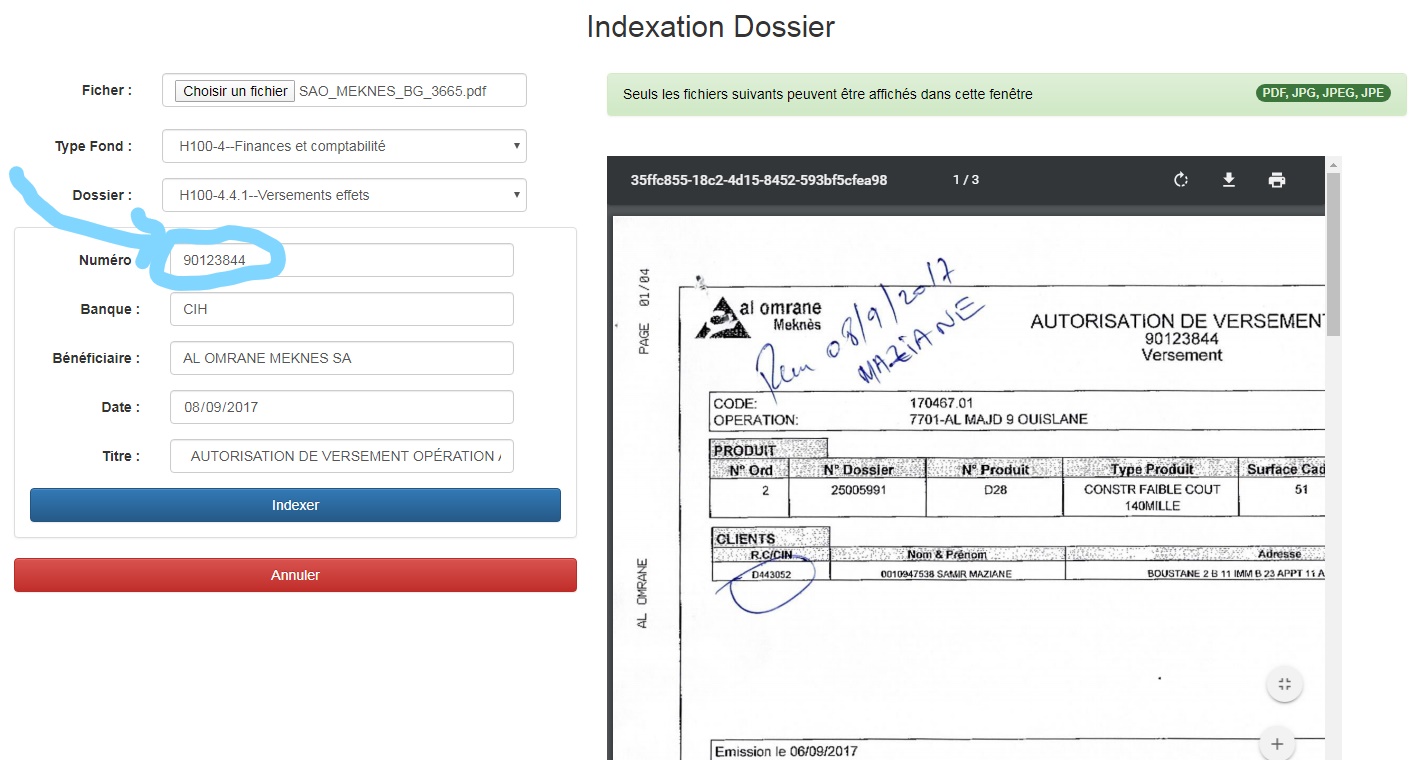 Indexation Dossier
Ficher :
Choisir un fichier SAO_MEKNES_BG_3665.pdf
Type Fond :
H100-4--Finances et comptabilité
Dossier :
H100-4.4.1--Versements effets
Numéro
90123844
Banque :
CIH
Bénéficiaire :
AL OMRANE MEKNES SA
Date :
08/09/2017
Titre :
AUTORISATION DE VERSEMENT OPÉRATION
Indexer
Annuler
Seuls les fichiers suivants peuvent être affichés dans cette fenêtre
PDF, JPG, JPEG, JPE
35ffc855-18c2-4d15-8452-593bf5cfea98
1 / 3
PAGE 01/04
al omrane
Meknès
08/9/2017
MAZIANE
AUTORISATION DE VERSEMEN
90123844
Versement
CODE: 170467.01
OPERATION: 7701-AL MAJD 9 OUISLANE
PRODUIT
N° Ord N° Dossier N° Produit Type Produit Surface Cad
2 25005991 D28 CONSTR FAIBLE COUT 51
140MILLE
CLIENTS
R.C/CIN Nom & Prénom Adresse
D443052 0010947538 SAMIR MAZIANE BOUSTANE 2 B 11 IMM B 23 APPT 11 A
AL OMRANE
Emission le 06/09/2017